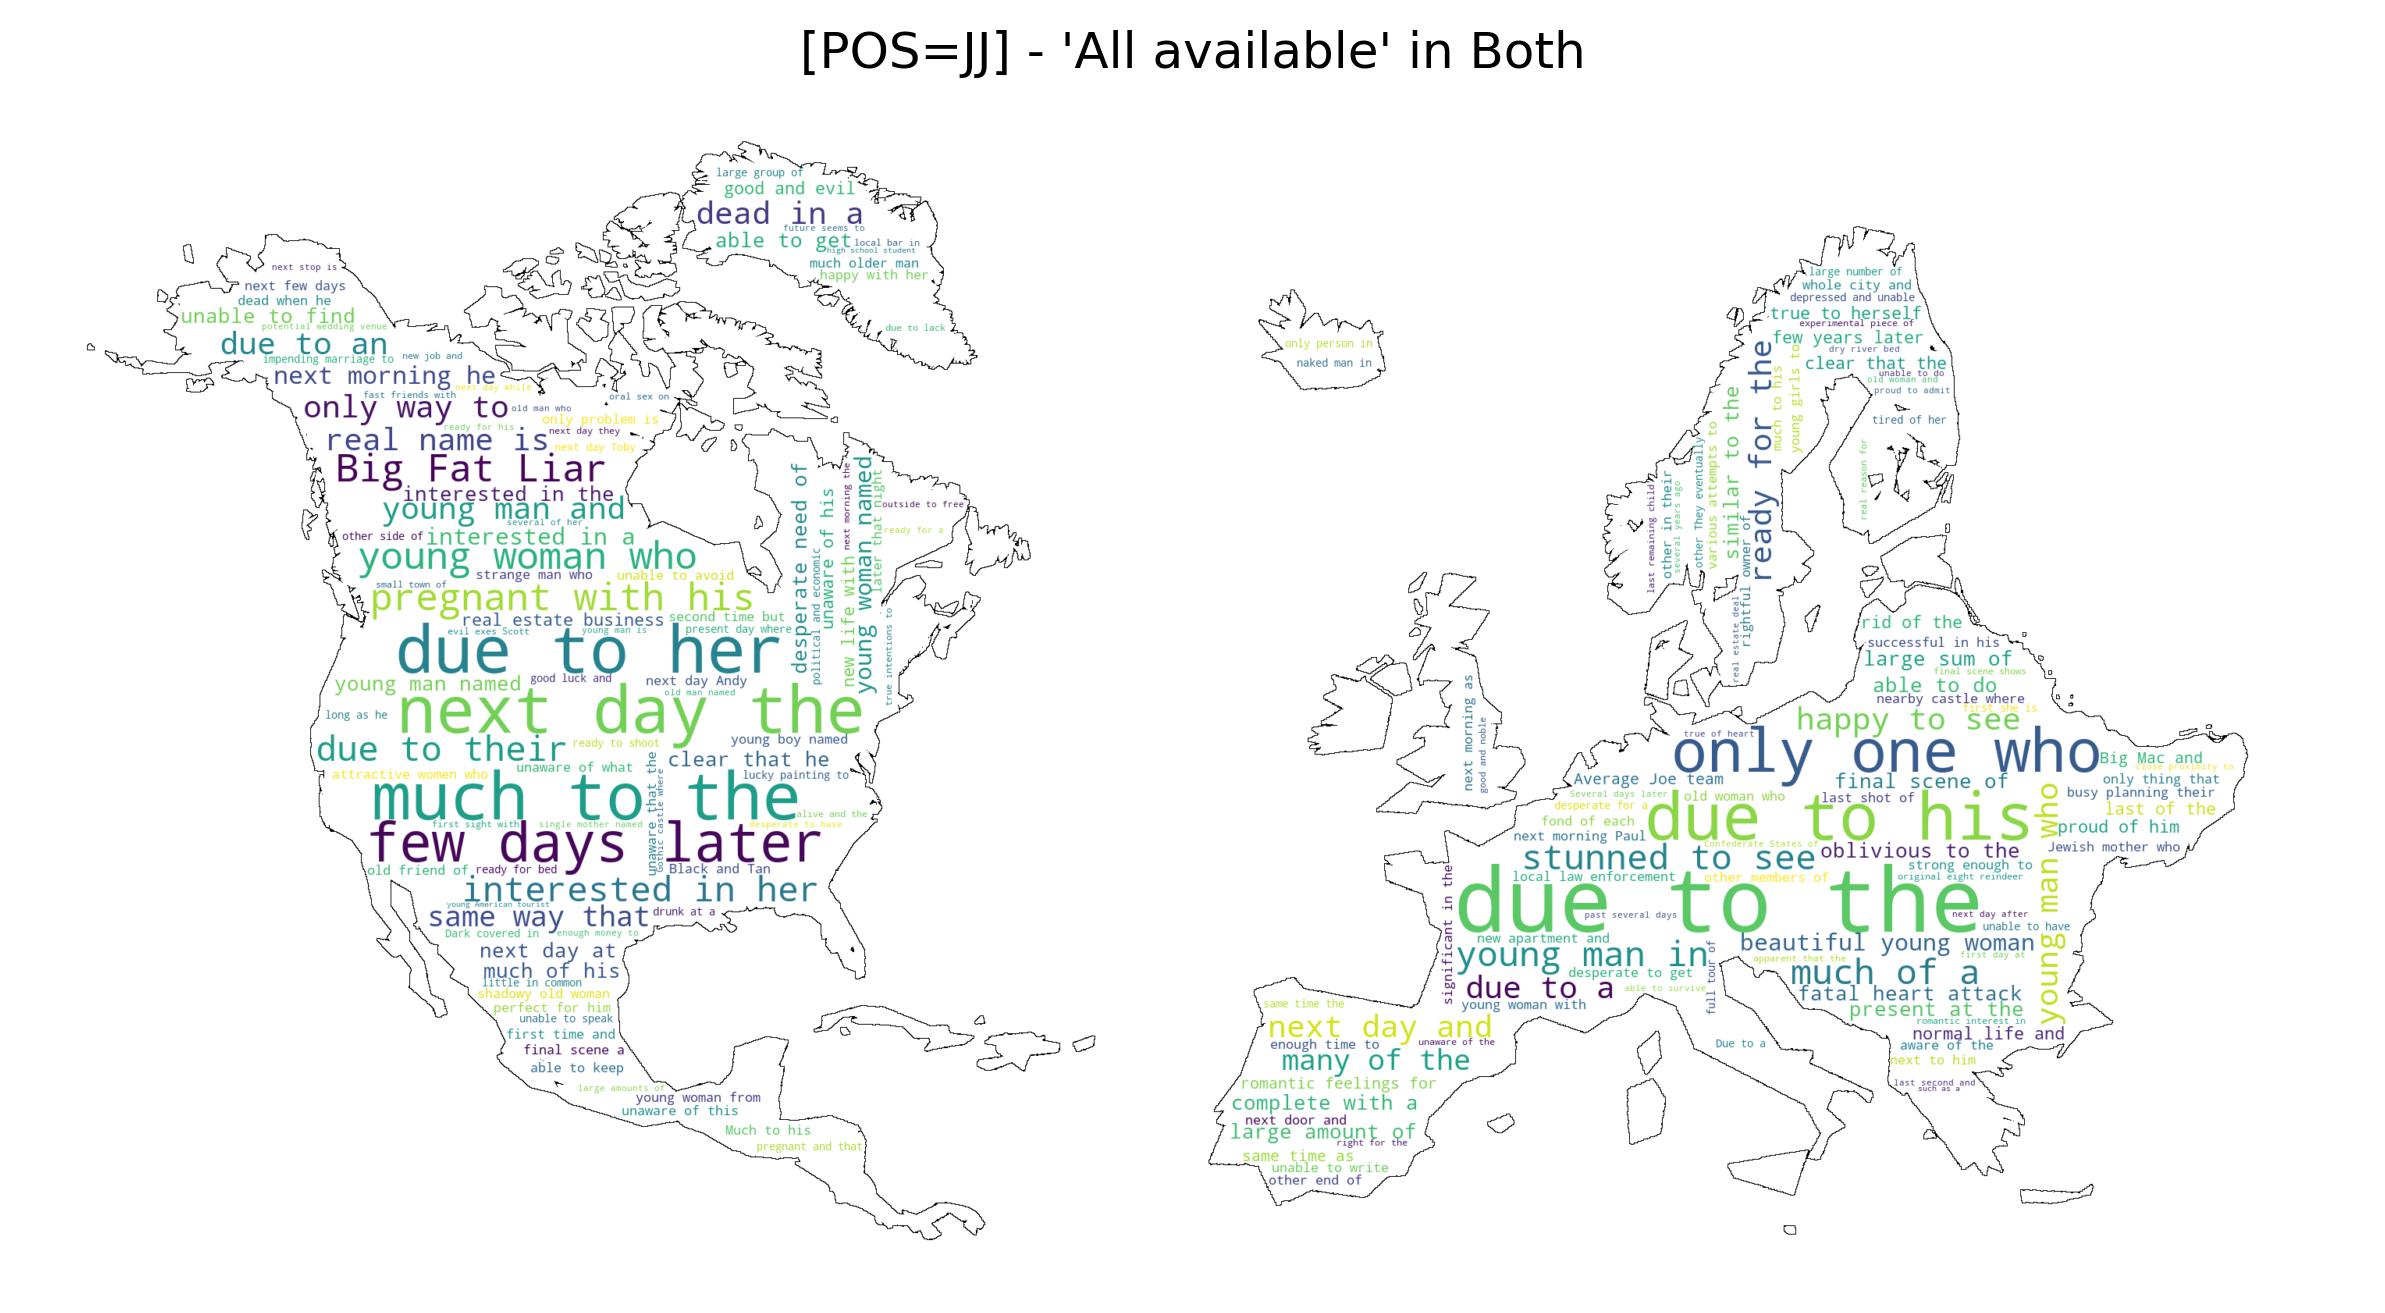 [POS=JJ] - 'All available' in Both
large group of
good and evil
dead in a
future seems to
able to get
local bar in
high school student
much older man
happy with her
due to lack
next stop is
next few days
dead when he
unable to find
potential wedding venue
due to an
impending marriage to
new job and
next morning he
next day while
fast friends with
oral sex on
only way to
old man who
only problem is
ready for his
next day they
real name is
next day Toby
Big Fat Liar
interested in the
young man and
several of her
other side of
interested in a
young woman who
strange man who
unable to avoid
small town of
pregnant with his
real estate business
second time but
evil exes Scott
young man is
present day where
due to her
desperate need of
political and economic
unaware of his
new life with
next morning the
young woman named
later that night
true intentions to
outside to free
ready for a
young man named
good luck and
next day Andy
old man named
long as he
next day the
due to their
ready to shoot
young boy named
clear that he
attractive women who
unaware of what
unaware that the
Gothic castle where
lucky painting to
much to the
alive and the
first sight with
single mother named
desperate to have
few days later
old friend of
ready for bed
Black and Tan
interested in her
young American tourist
same way that
drunk at a
Dark covered in
enough money to
next day at
much of his
little in common
shadowy old woman
perfect for him
unable to speak
first time and
final scene a
able to keep
large amounts of
young woman from
unaware of this
Much to his
pregnant and that
only person in
naked man in
large number of
whole city and
depressed and unable
true to herself
experimental piece of
few years later
dry river bed
clear that the
unable to do
old woman and
proud to admit
tired of her
real reason for
ready for the
much to his
young girls to
similar to the
various attempts to
other They eventually
several years ago
other in their
last remaining child
rightful owner of
real estate deal
next morning as
good and noble
rid of the
successful in his
large sum of
final scene shows
able to do
nearby castle where
first she is
happy to see
true of heart
only one who
Big Mac and
close proximity to
Average Joe team
final scene of
only thing that
busy planning their
Several days later
old woman who
last shot of
desperate for a
last of the
fond of each
due to his
young man who
proud of him
next morning Paul
Confederate States of
stunned to see
oblivious to the
Jewish mother who
strong enough to
local law enforcement
other members of
original eight reindeer
significant in the
due to the
past several days
next day after
unable to have
new apartment and
beautiful young woman
young man in
full tour of
apparent that the
first day at
desperate to get
much of a
due to a
able to survive
fatal heart attack
young woman with
present at the
same time the
romantic interest in
next day and
normal life and
enough time to
unaware of the
Due to a
aware of the
many of the
next to him
romantic feelings for
last second and
such as a
complete with a
next door and
large amount of
right for the
same time as
unable to write
other end of